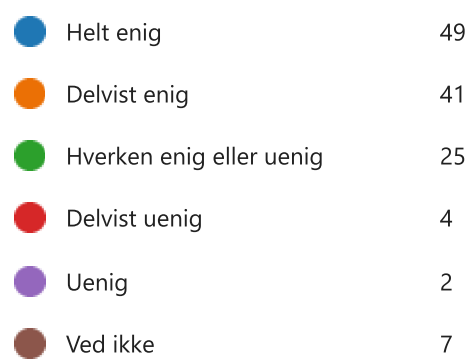 Helt enig 49
Delvist enig 41
Hverken enig eller uenig 25
Delvist uenig 4
Uenig 2
Ved ikke 7